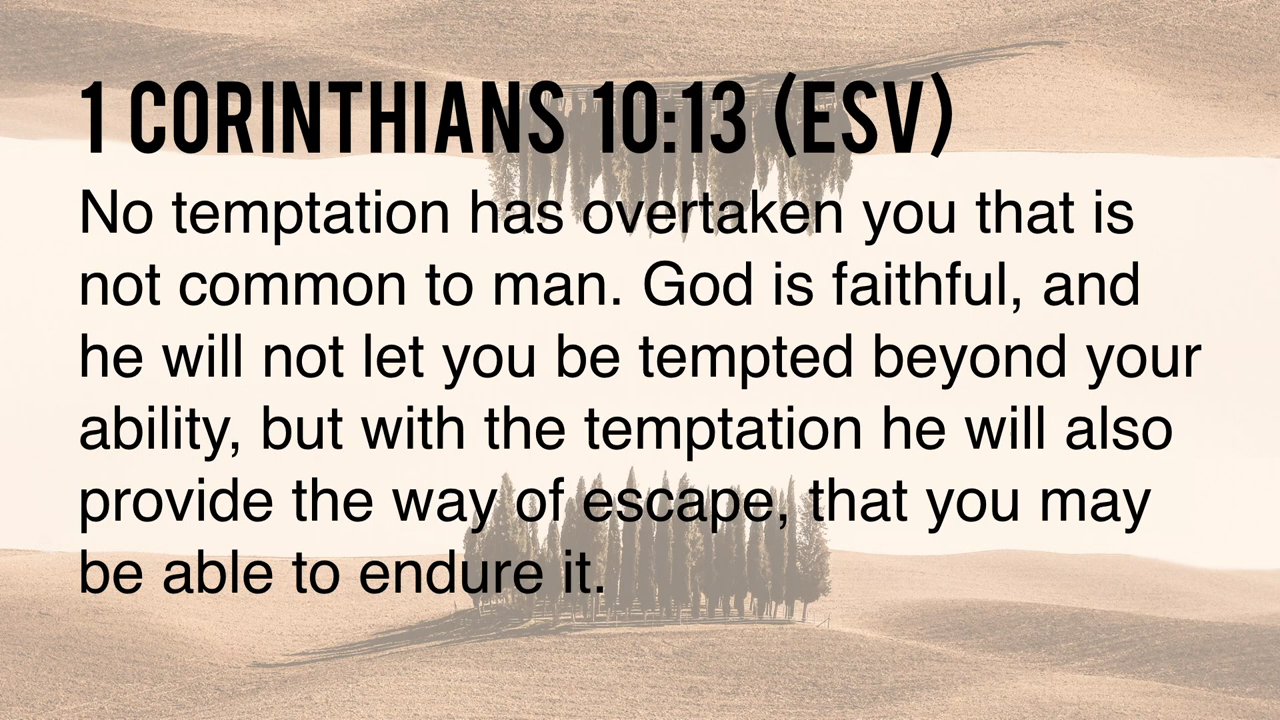 1 CORINTHIANS 10:13 (ESV)
No temptation has overtaken you that is
not common to man. God is faithful, and
he will not let you be tempted beyond your
ability, but with the temptation he will also
provide the way of escape, that you may
be able to endure it.